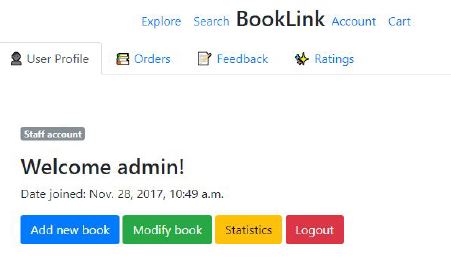 Explore Search BookLink Account Cart
User Profile Orders Feedback Ratings
Staff account
Welcome admin!
Date joined: Nov. 28, 2017, 10:49 a.m.
Add new book Modify book Statistics Logout